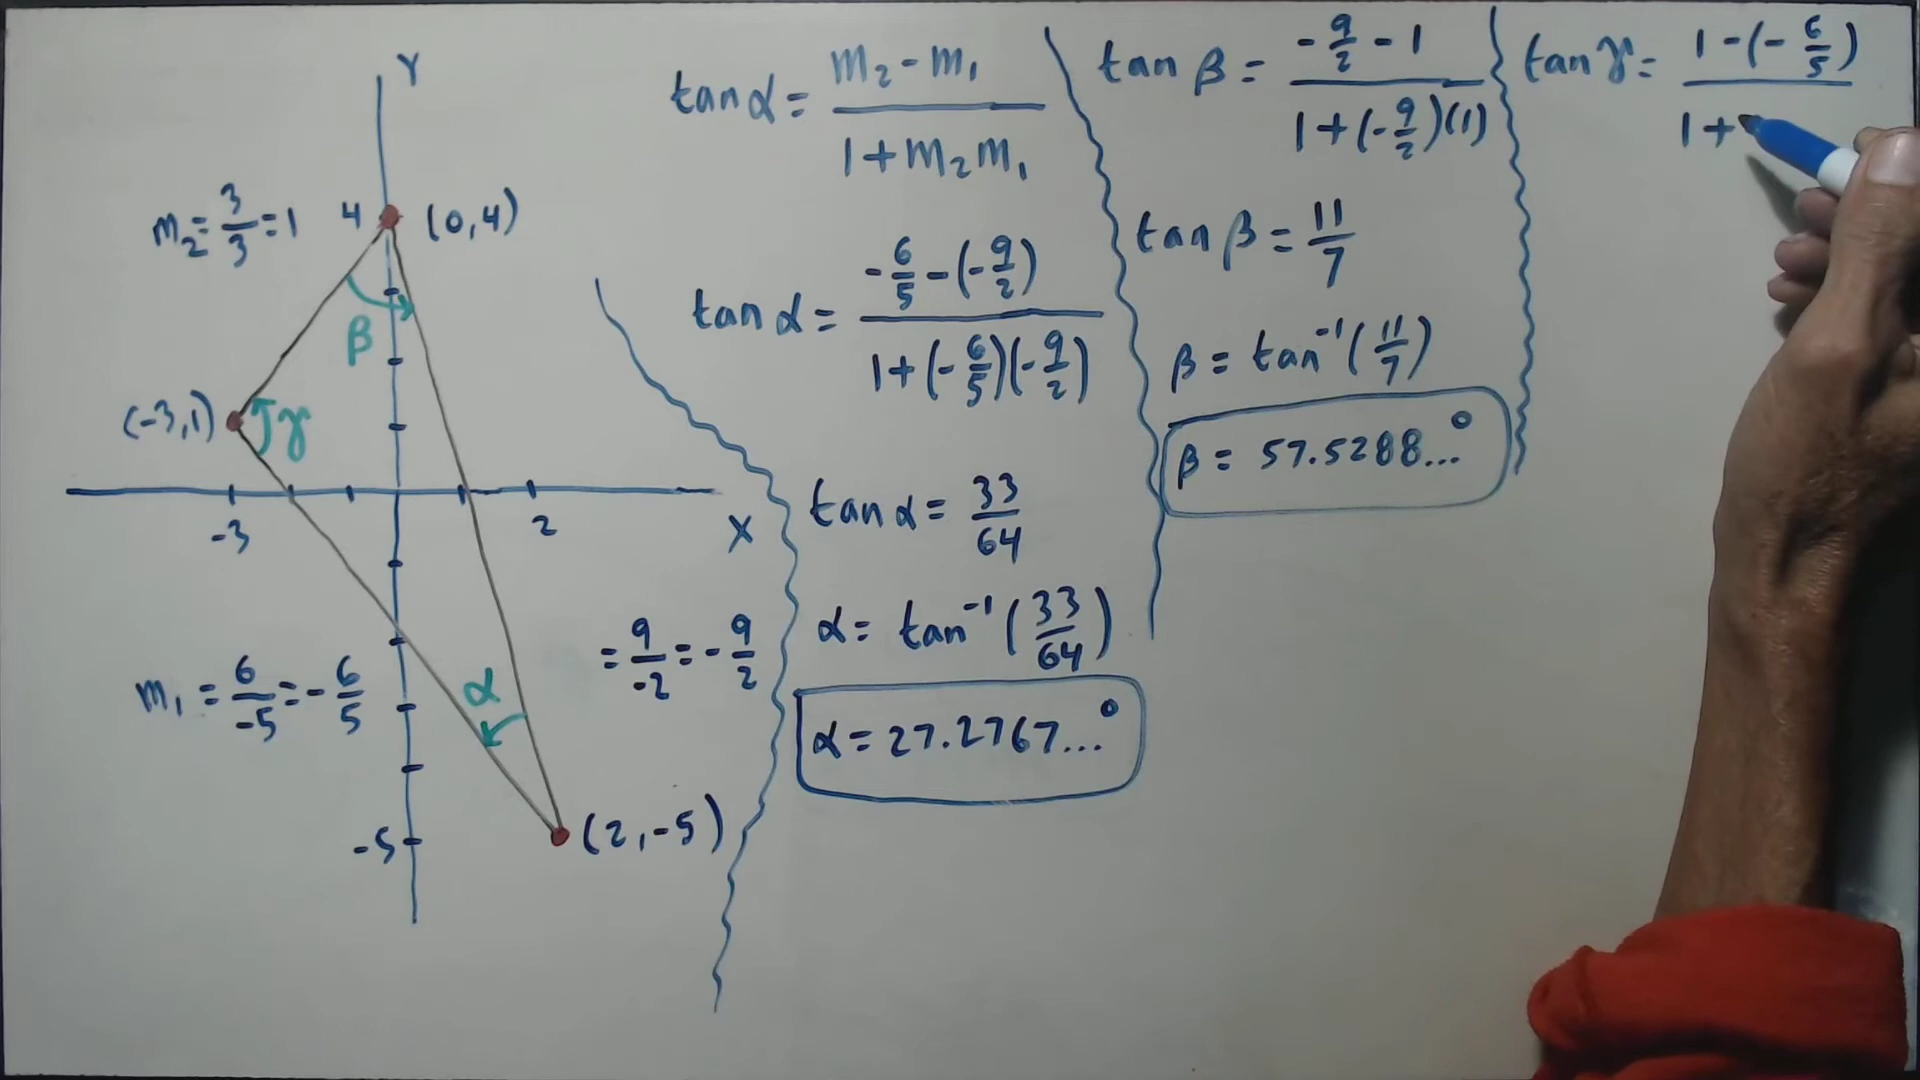 Y
m₂ = 3/3 = 1
4 (0,4)
β
(-3,1) γ
-3 2 X
m₁ = 6/-5 = -6/5
α
= 9/-2 = -9/2
-5 (2,-5)
tan α = (m₂ - m₁)/(1 + m₂ m₁)
tan α = (-6/5 - (-9/2))/(1 + (-6/5)(-9/2))
tan α = 33/64
α = tan⁻¹(33/64)
α = 27.2767...°
tan β = (-9/2 - 1)/(1 + (-9/2)(1))
tan β = 11/7
β = tan⁻¹(11/7)
β = 57.5288...°
tan γ = (1 - (-6/5))/(1 +